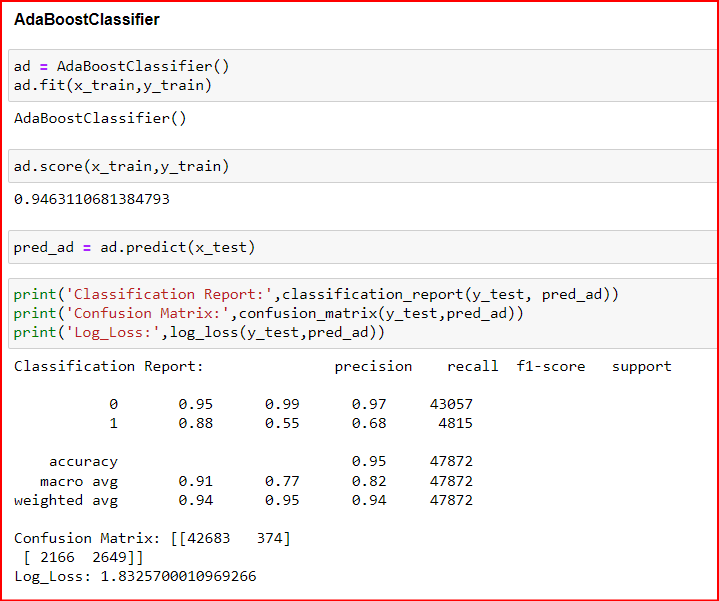 AdaBoostClassifier
ad = AdaBoostClassifier()
ad.fit(x_train,y_train)
AdaBoostClassifier()
ad.score(x_train,y_train)
0.9463110681384793
pred_ad = ad.predict(x_test)
print('Classification Report:',classification_report(y_test, pred_ad))
print('Confusion Matrix:',confusion_matrix(y_test,pred_ad))
print('Log_Loss:',log_loss(y_test,pred_ad))
Classification Report:               precision    recall  f1-score   support
           0       0.95      0.99      0.97     43057
           1       0.88      0.55      0.68      4815
    accuracy                           0.95     47872
   macro avg       0.91      0.77      0.82     47872
weighted avg       0.94      0.95      0.94     47872
Confusion Matrix: [[42683   374]
 [ 2166  2649]]
Log_Loss: 1.8325700010969266